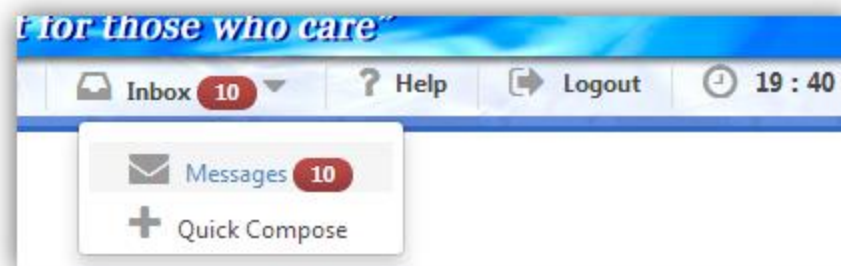 t for those who care"
Inbox 10 ? Help Logout 19 : 40
Messages 10
Quick Compose